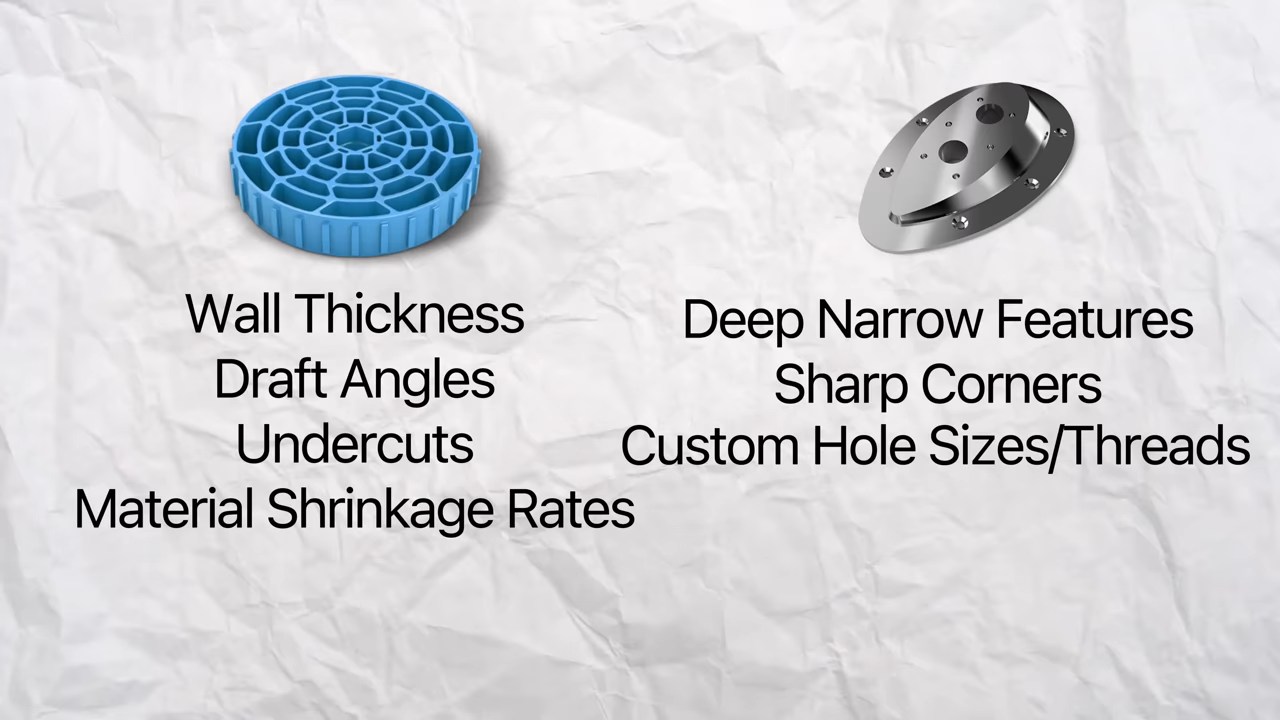 Wall Thickness
Draft Angles
Undercuts
Material Shrinkage Rates
Deep Narrow Features
Sharp Corners
Custom Hole Sizes/Threads